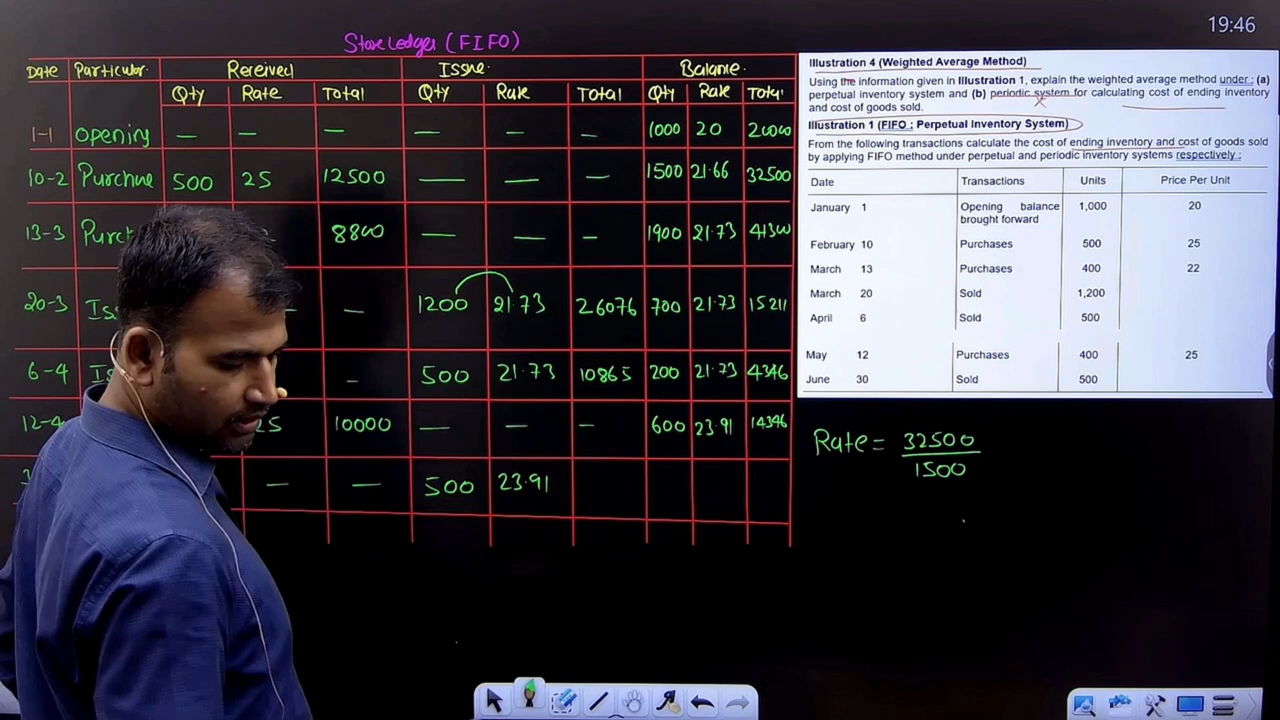 19:46
Store Ledger (FIFO)
Date Particular. Received Issue. Balance.
Qty Rate Total Qty Rate Total Qty Rate Total
1-1 opening — — — — — — 1000 20 20000
10-2 Purchase 500 25 12500 — — — 1500 21.66 32500
13-3 8800 — — — 1900 21.73 41300
20-3 — — 1200 21.73 26076 700 21.73 15211
6-4 — 500 21.73 10865 200 21.73 4346
12-4 25 10000 — — — 600 23.91 14346
— — 500 23.91
Illustration 4 (Weighted Average Method)
Using the information given in Illustration 1, explain the weighted average method under : (a)
perpetual inventory system and (b) periodic system for calculating cost of ending inventory
and cost of goods sold.
Illustration 1 (FIFO : Perpetual Inventory System)
From the following transactions calculate the cost of ending inventory and cost of goods sold
by applying FIFO method under perpetual and periodic inventory systems respectively :
Date Transactions Units Price Per Unit
January 1 Opening balance 1,000 20
brought forward
February 10 Purchases 500 25
March 13 Purchases 400 22
March 20 Sold 1,200
April 6 Sold 500
May 12 Purchases 400 25
June 30 Sold 500
Rate = 32500
1500